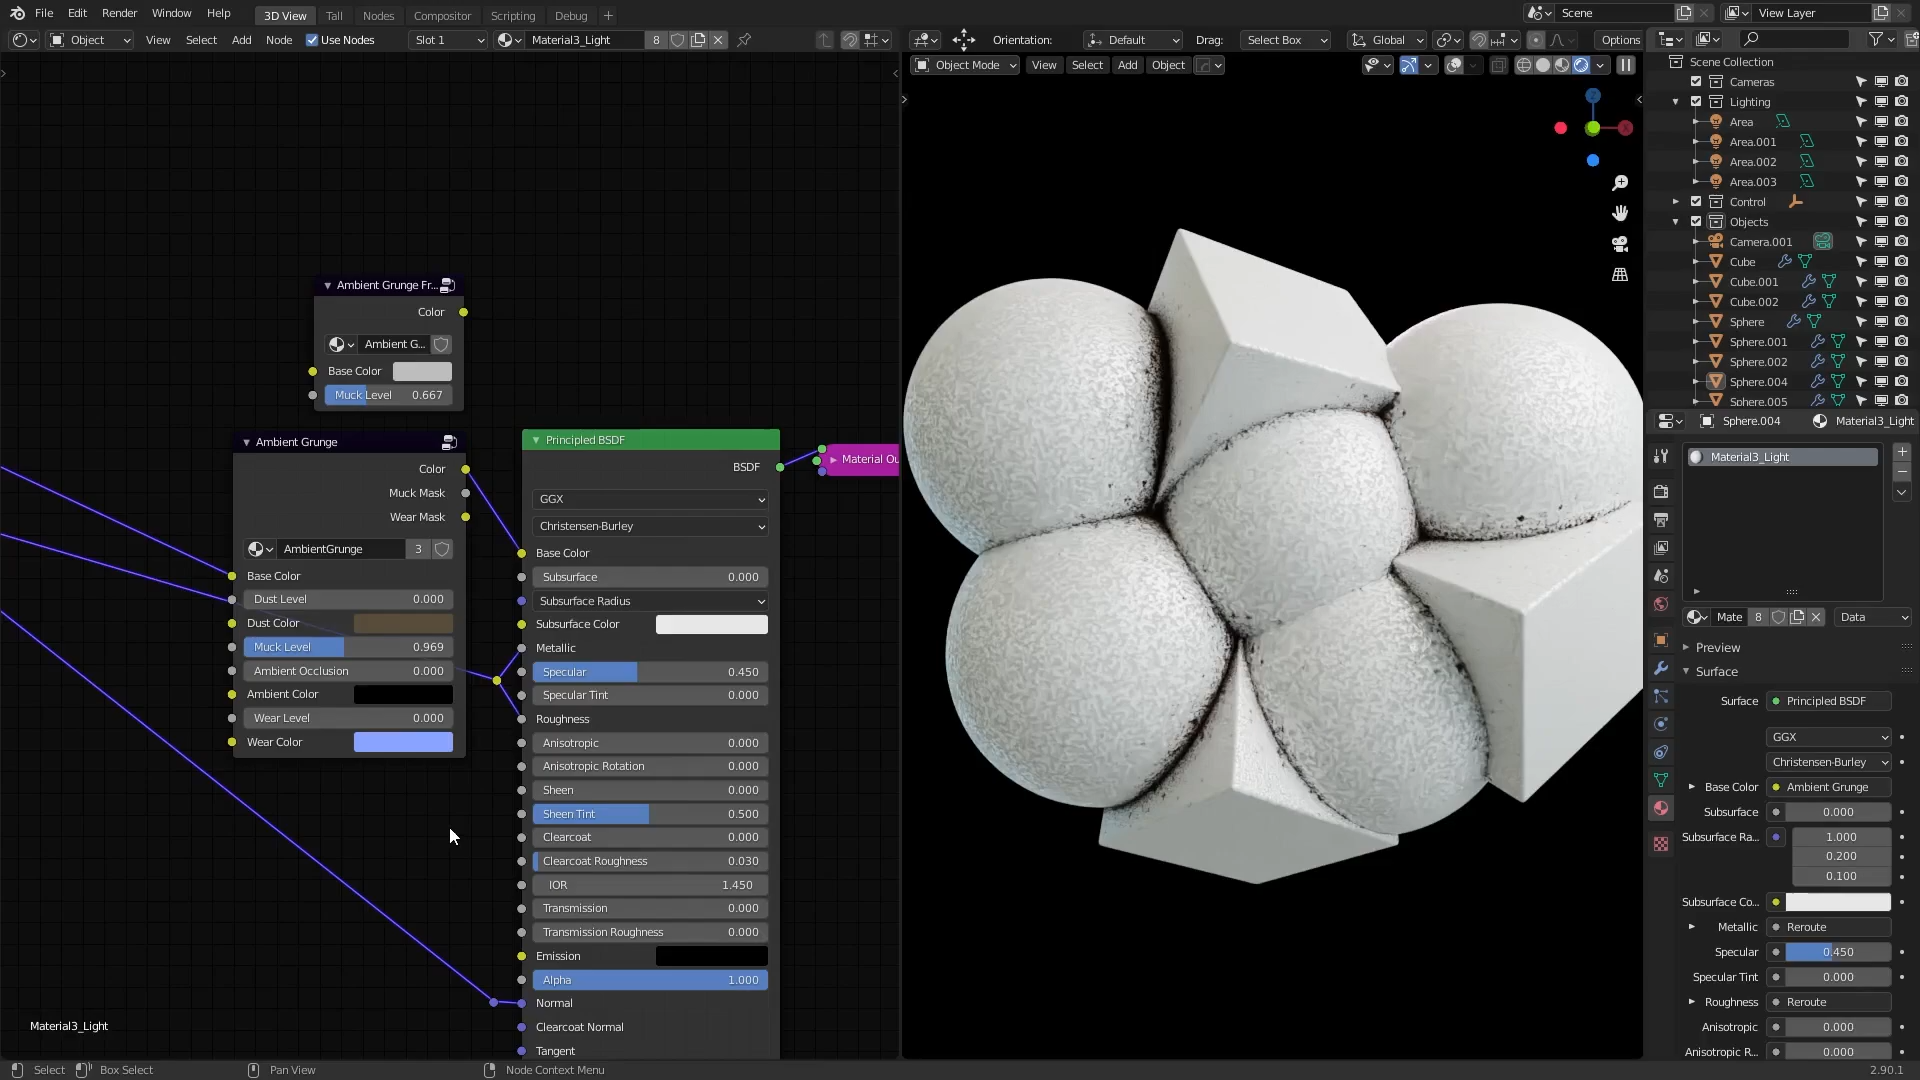 File Edit Render Window Help 3D View Tall Nodes Compositor Scripting Debug + Scene View Layer
Object View Select Add Node Use Nodes Slot 1 Material3_Light 8 Orientation: Default Drag: Select Box Global Options
Object Mode View Select Add Object
Scene Collection
Cameras
Lighting
Area
Area.001
Area.002
Area.003
Control
Objects
Camera.001
Cube
Cube.001
Cube.002
Sphere
Sphere.001
Sphere.002
Sphere.004
Sphere.005
Ambient Grunge Fr...
Color
Ambient G...
Base Color
Muck Level 0.667
Ambient Grunge
Color
Muck Mask
Wear Mask
AmbientGrunge 3
Base Color
Dust Level 0.000
Dust Color
Muck Level 0.969
Ambient Occlusion 0.000
Ambient Color
Wear Level 0.000
Wear Color
Principled BSDF
BSDF
GGX
Christensen-Burley
Base Color
Subsurface 0.000
Subsurface Radius
Subsurface Color
Metallic
Specular 0.450
Specular Tint 0.000
Roughness
Anisotropic 0.000
Anisotropic Rotation 0.000
Sheen 0.000
Sheen Tint 0.500
Clearcoat 0.000
Clearcoat Roughness 0.030
IOR 1.450
Transmission 0.000
Transmission Roughness 0.000
Emission
Alpha 1.000
Normal
Clearcoat Normal
Tangent
Material Ou
Z
X
Sphere.004 Material3_Light
Material3_Light
Mate 8 Data
Preview
Surface
Surface Principled BSDF
GGX
Christensen-Burley
Base Color Ambient Grunge
Subsurface 0.000
Subsurface Ra... 1.000
0.200
0.100
Subsurface Co...
Metallic Reroute
Specular 0.450
Specular Tint 0.000
Roughness Reroute
Anisotropic 0.000
Anisotropic R... 0.000
Material3_Light
Select Box Select Pan View Node Context Menu 2.90.1